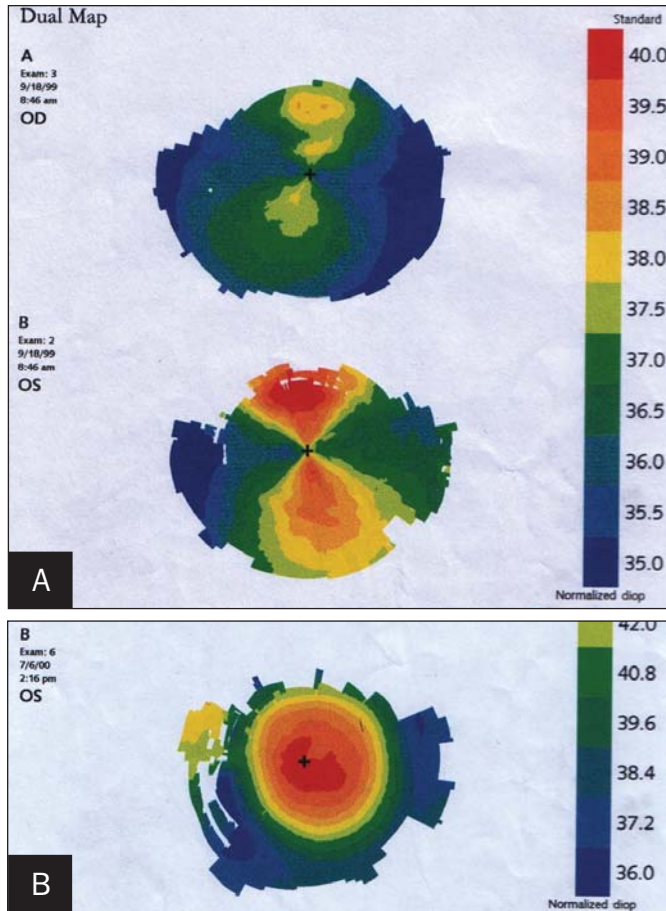 Dual Map
Standard
A
Exam: 3
9/18/99
8:46 am
OD
B
Exam: 2
9/18/99
8:46 am
OS
40.0
39.5
39.0
38.5
38.0
37.5
37.0
36.5
36.0
35.5
35.0
Normalized diop
A
B
Exam: 6
7/6/00
2:16 pm
OS
42.0
40.8
39.6
38.4
37.2
36.0
Normalized diop
B